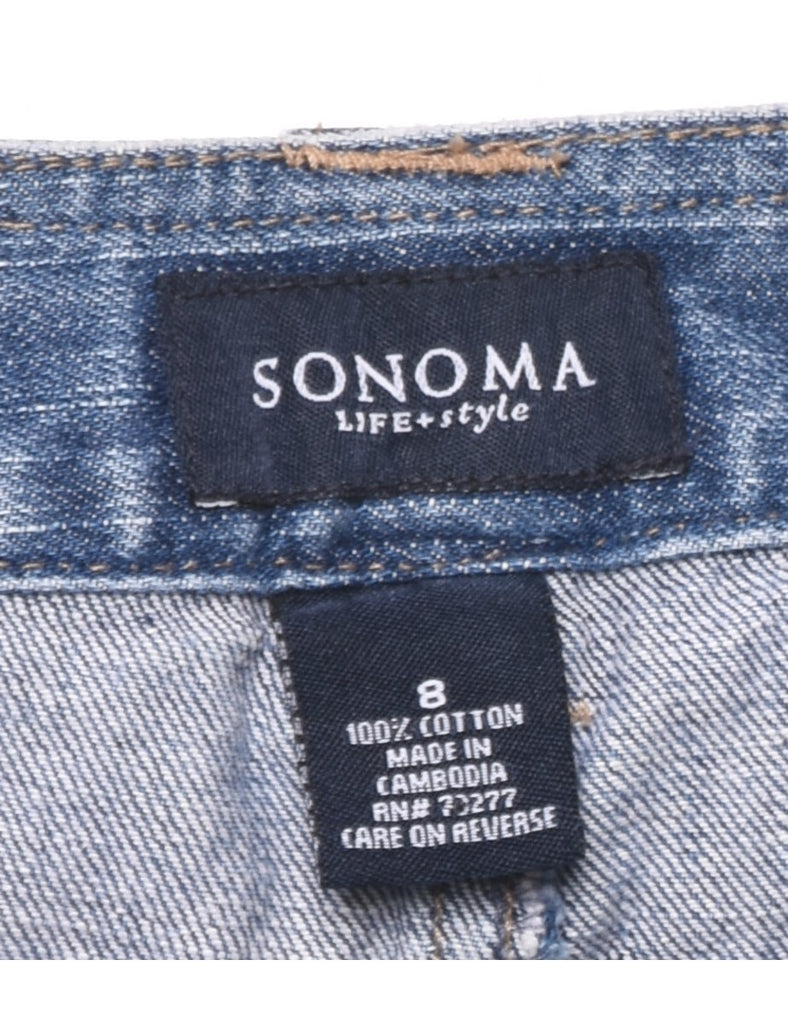 SONOMA
LIFE+style
8
100% COTTON
MADE IN
CAMBODIA
RN#
CARE ON REVERSE